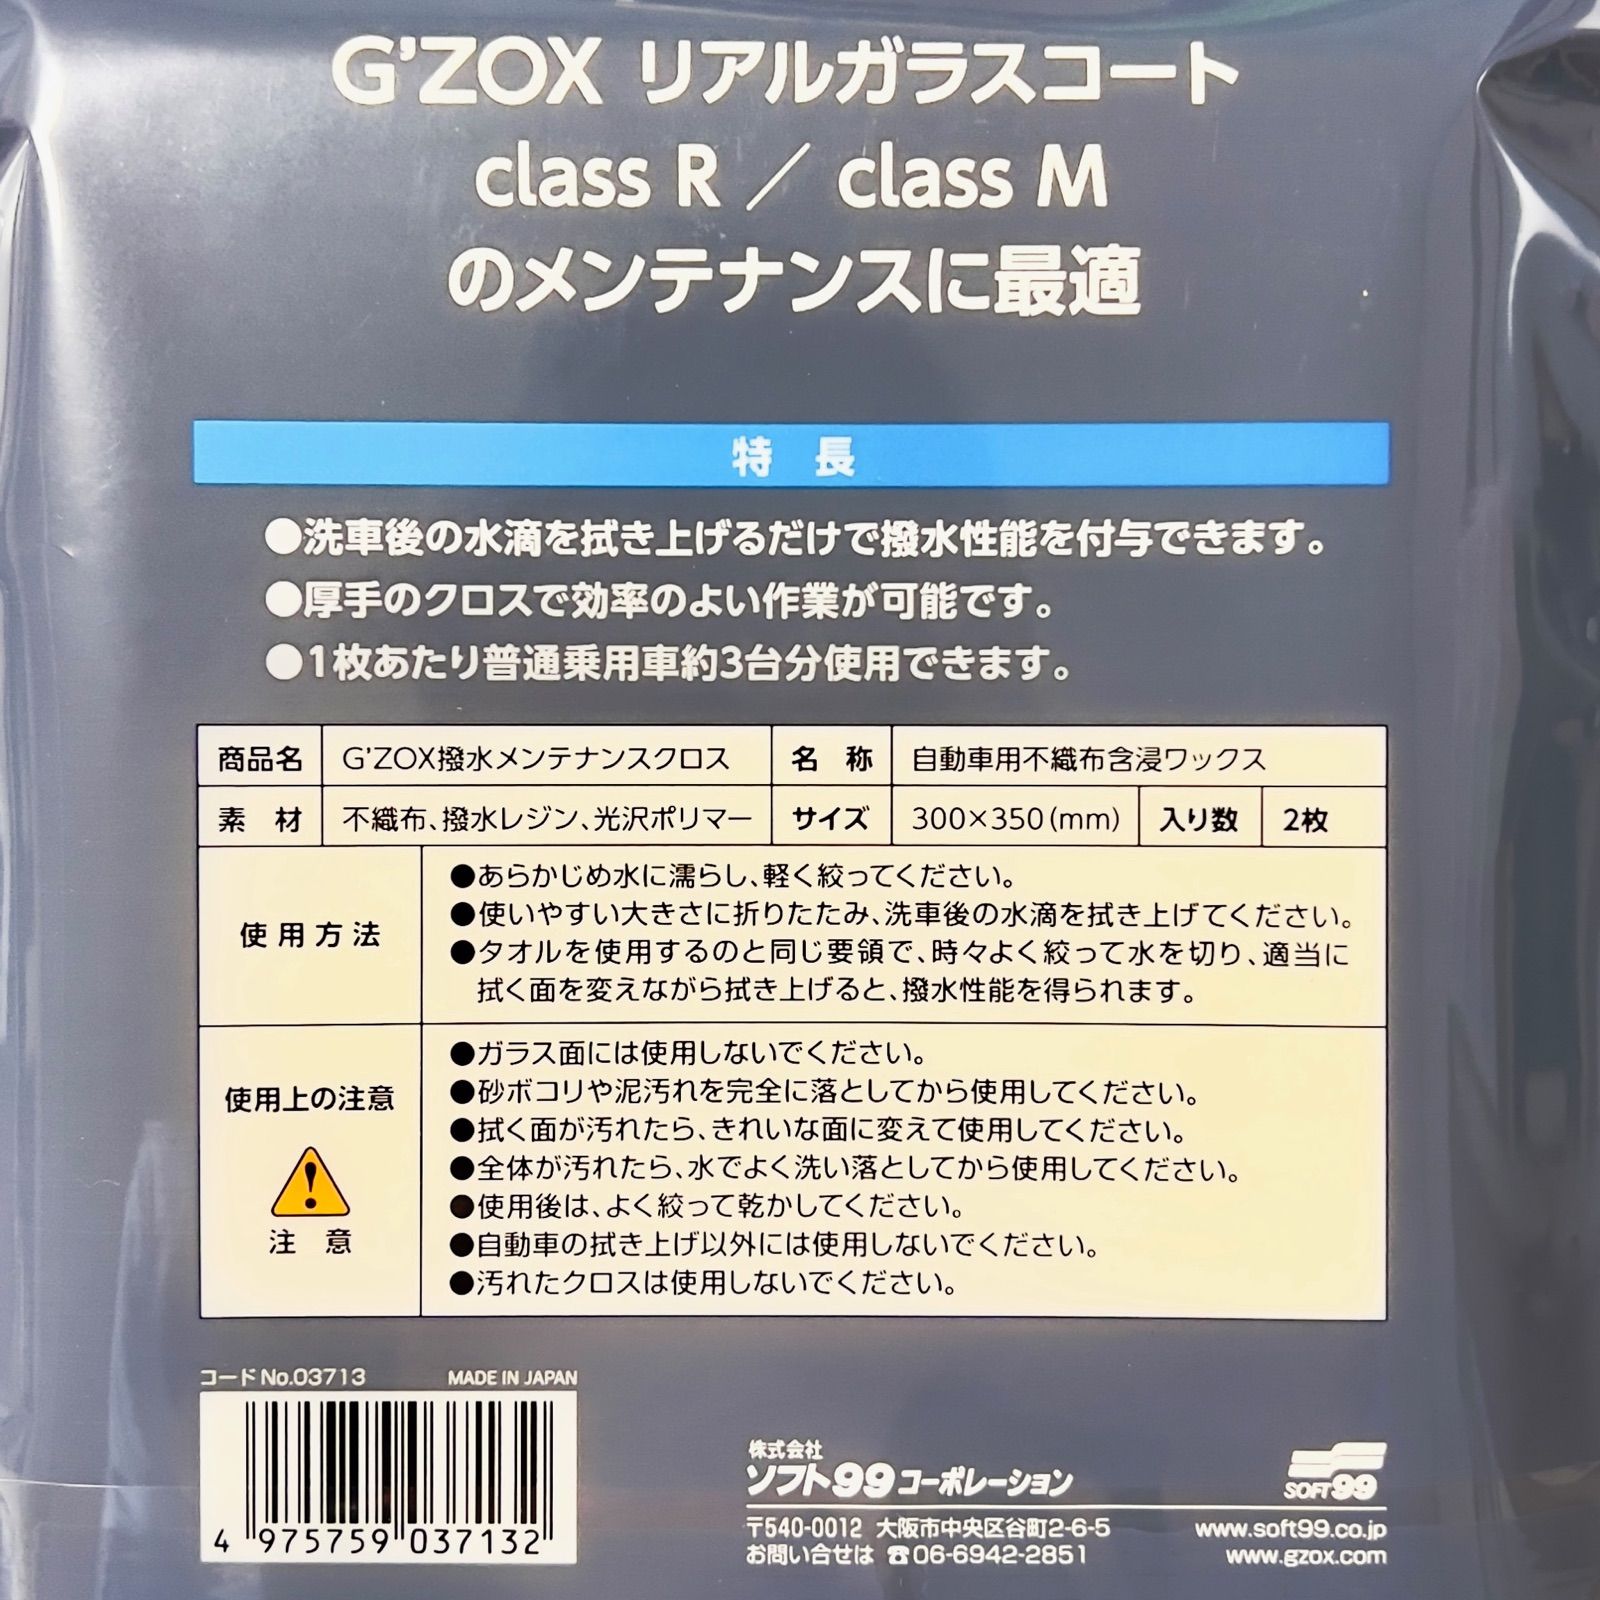 G'ZOX リアルガラスコート
class R ／ class M
のメンテナンスに最適
特 長
●洗車後の水滴を拭き上げるだけで撥水性能を付与できます。
●厚手のクロスで効率のよい作業が可能です。
●1枚あたり普通乗用車約3台分使用できます。
商品名 G'ZOX撥水メンテナンスクロス 名 称 自動車用不織布含浸ワックス
素 材 不織布、撥水レジン、光沢ポリマー サイズ 300×350(mm) 入り数 2枚
使用方法
●あらかじめ水に濡らし、軽く絞ってください。
●使いやすい大きさに折りたたみ、洗車後の水滴を拭き上げてください。
●タオルを使用するのと同じ要領で、時々よく絞って水を切り、適当に
拭く面を変えながら拭き上げると、撥水性能を得られます。
使用上の注意
注 意
●ガラス面には使用しないでください。
●砂ボコリや泥汚れを完全に落としてから使用してください。
●拭く面が汚れたら、きれいな面に変えて使用してください。
●全体が汚れたら、水でよく洗い落としてから使用してください。
●使用後は、よく絞って乾かしてください。
●自動車の拭き上げ以外には使用しないでください。
●汚れたクロスは使用しないでください。
コードNo.03713 MADE IN JAPAN
4 975759 037132
株式会社
ソフト99コーポレーション
SOFT99
〒540-0012 大阪市中央区谷町2-6-5 www.soft99.co.jp
お問い合せは ☎06-6942-2851 www.gzox.com